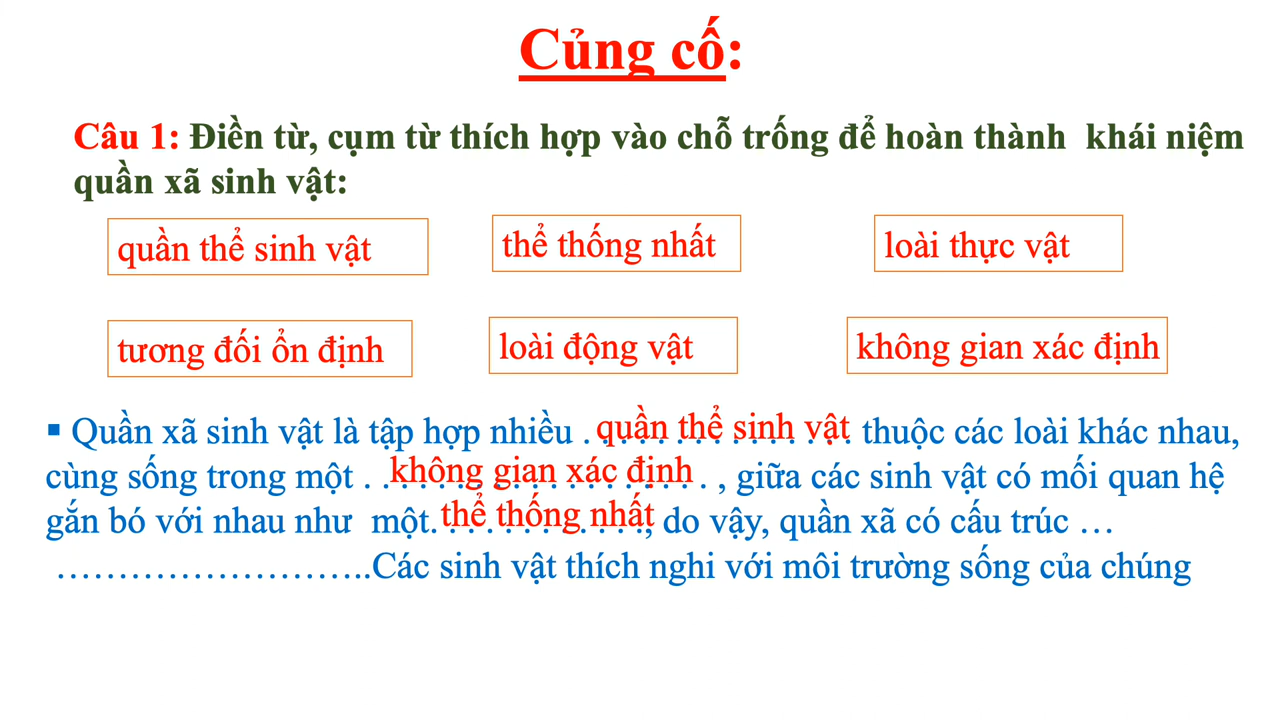 Củng cố:
Câu 1: Điền từ, cụm từ thích hợp vào chỗ trống để hoàn thành khái niệm
quần xã sinh vật:
quần thể sinh vật
thể thống nhất
loài thực vật
tương đối ổn định
loài động vật
không gian xác định
▪ Quần xã sinh vật là tập hợp nhiều . quần thể sinh vật thuộc các loài khác nhau,
cùng sống trong một . . không gian xác định . , giữa các sinh vật có mối quan hệ
gắn bó với nhau như một. thể thống nhất, do vậy, quần xã có cấu trúc …
……………………..Các sinh vật thích nghi với môi trường sống của chúng